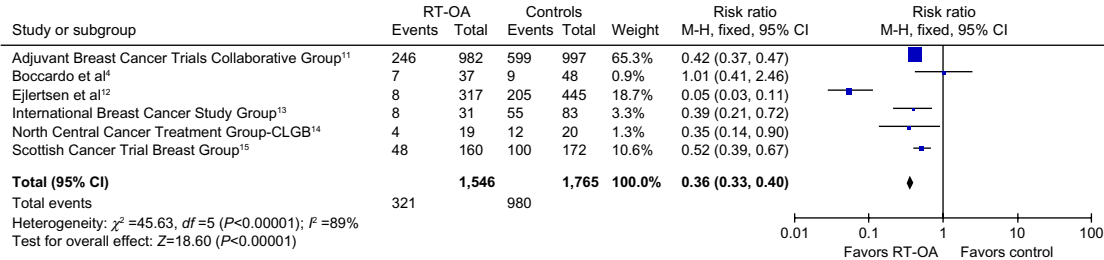 RT-OA Controls Risk ratio Risk ratio
Study or subgroup Events Total Events Total Weight M-H, fixed, 95% CI M-H, fixed, 95% CI
Adjuvant Breast Cancer Trials Collaborative Group¹¹ 246 982 599 997 65.3% 0.42 (0.37, 0.47)
Boccardo et al⁴ 7 37 9 48 0.9% 1.01 (0.41, 2.46)
Ejlertsen et al¹² 8 317 205 445 18.7% 0.05 (0.03, 0.11)
International Breast Cancer Study Group¹³ 8 31 55 83 3.3% 0.39 (0.21, 0.72)
North Central Cancer Treatment Group-CLGB¹⁴ 4 19 12 20 1.3% 0.35 (0.14, 0.90)
Scottish Cancer Trial Breast Group¹⁵ 48 160 100 172 10.6% 0.52 (0.39, 0.67)
Total (95% CI) 1,546 1,765 100.0% 0.36 (0.33, 0.40)
Total events 321 980
Heterogeneity: χ² =45.63, df =5 (P<0.00001); I² =89%
Test for overall effect: Z=18.60 (P<0.00001)
0.01 0.1 1 10 100
Favors RT-OA Favors control